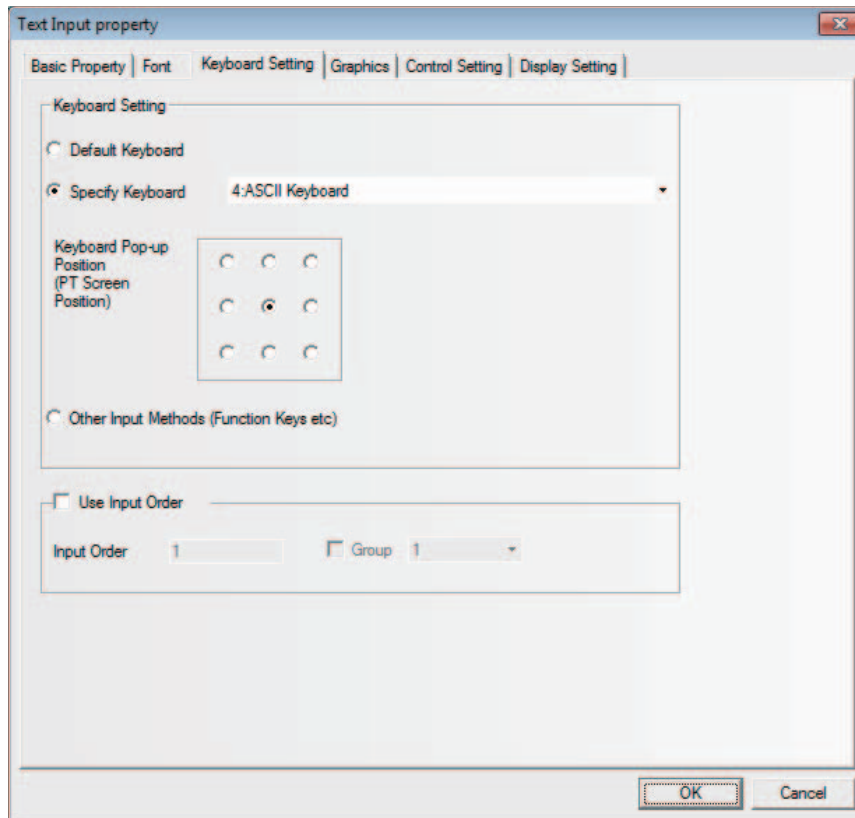 Text Input property
Basic Property Font Keyboard Setting Graphics Control Setting Display Setting
Keyboard Setting
Default Keyboard
Specify Keyboard 4:ASCII Keyboard
Keyboard Pop-up
Position
(PT Screen
Position)
Other Input Methods (Function Keys etc)
Use Input Order
Input Order 1 Group 1
OK Cancel